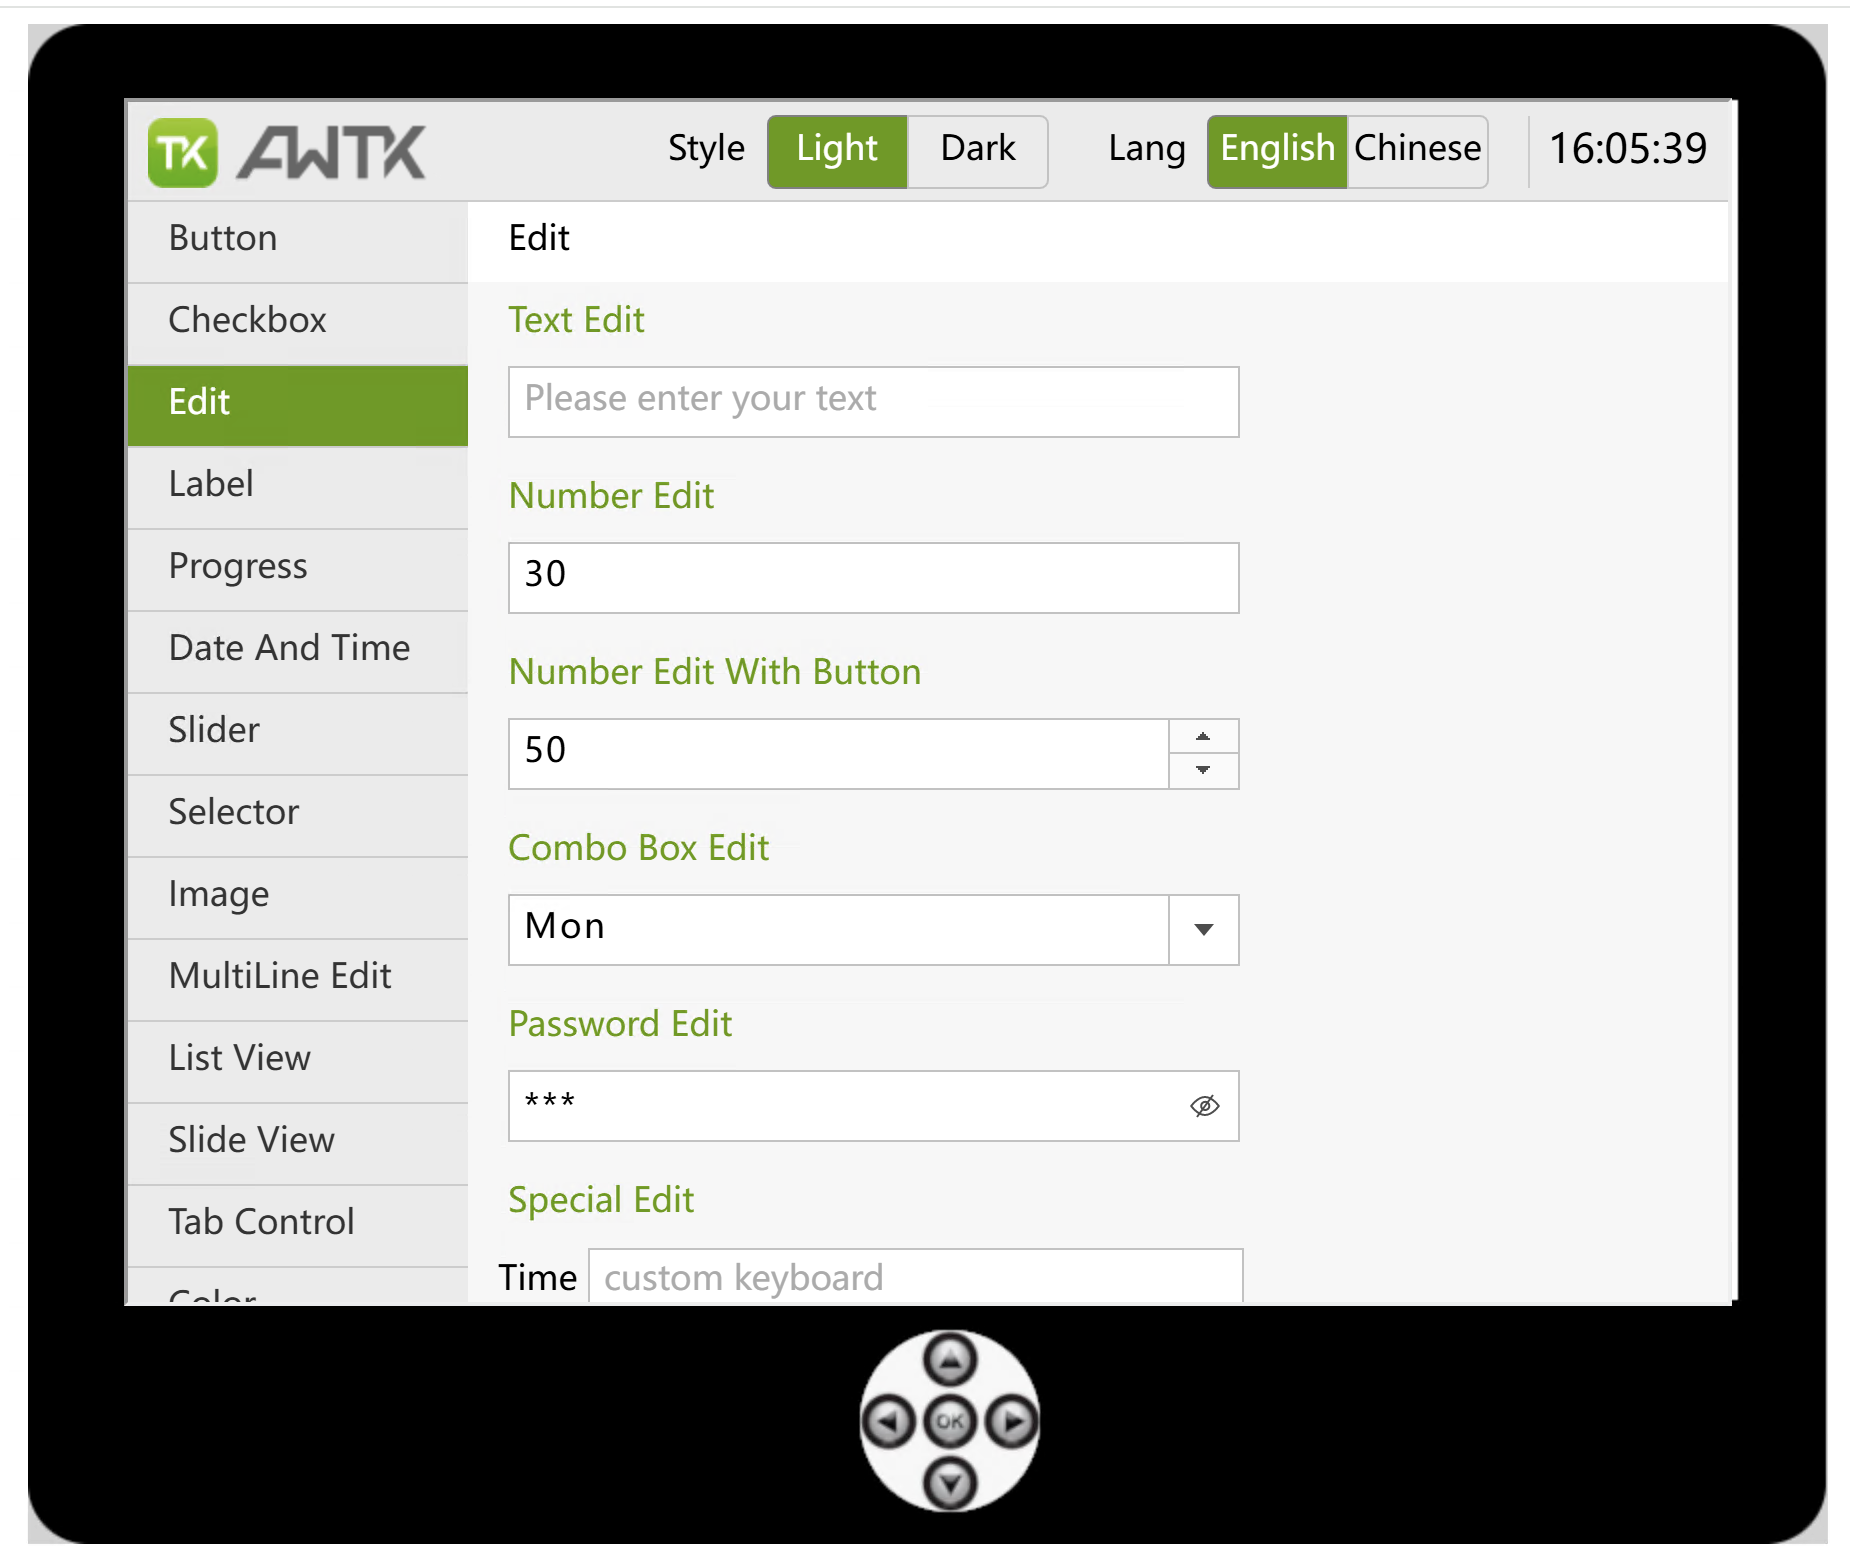 TK AWTK Style Light Dark Lang English Chinese 16:05:39
Button
Checkbox
Edit
Label
Progress
Date And Time
Slider
Selector
Image
MultiLine Edit
List View
Slide View
Tab Control
Color
Edit
Text Edit
Please enter your text
Number Edit
30
Number Edit With Button
50
Combo Box Edit
Mon
Password Edit
***
Special Edit
Time custom keyboard
OK